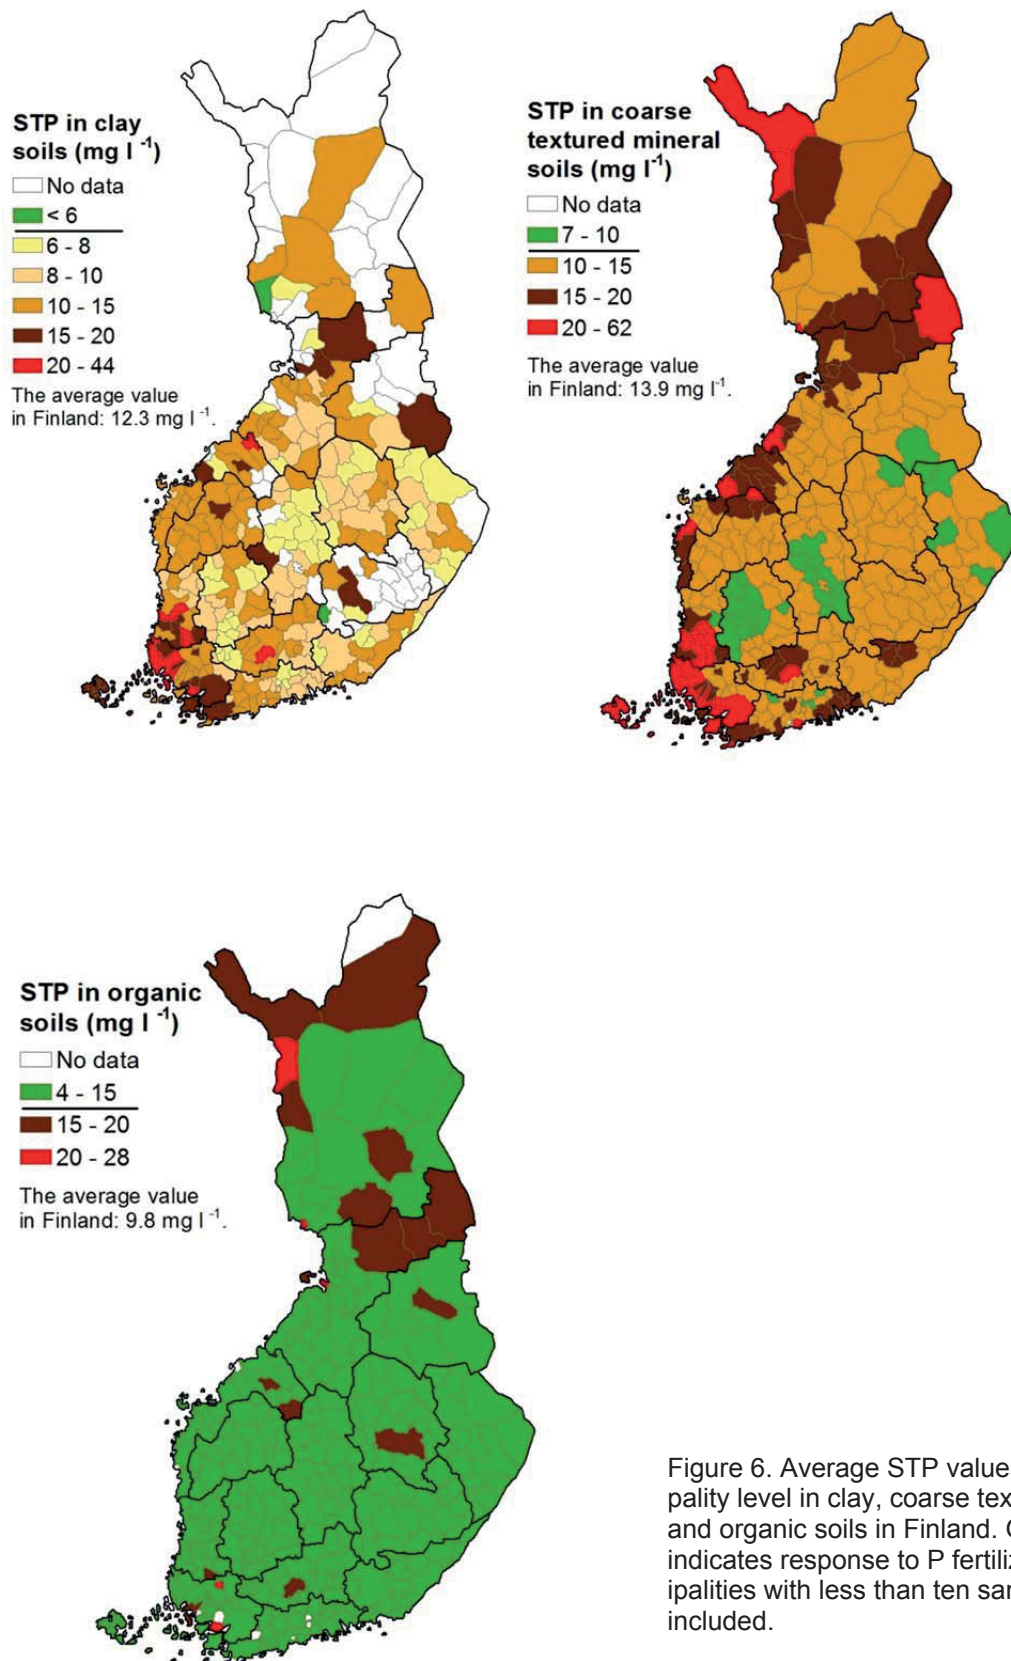 STP in clay
soils (mg l -1)
No data
< 6
6 - 8
8 - 10
10 - 15
15 - 20
20 - 44
The average value
in Finland: 12.3 mg l -1.
STP in coarse
textured mineral
soils (mg l-1)
No data
7 - 10
10 - 15
15 - 20
20 - 62
The average value
in Finland: 13.9 mg l-1.
STP in organic
soils (mg l -1)
No data
4 - 15
15 - 20
20 - 28
The average value
in Finland: 9.8 mg l -1.
Figure 6. Average STP value
pality level in clay, coarse tex
and organic soils in Finland.
indicates response to P fertiliz
ipalities with less than ten sar
included.